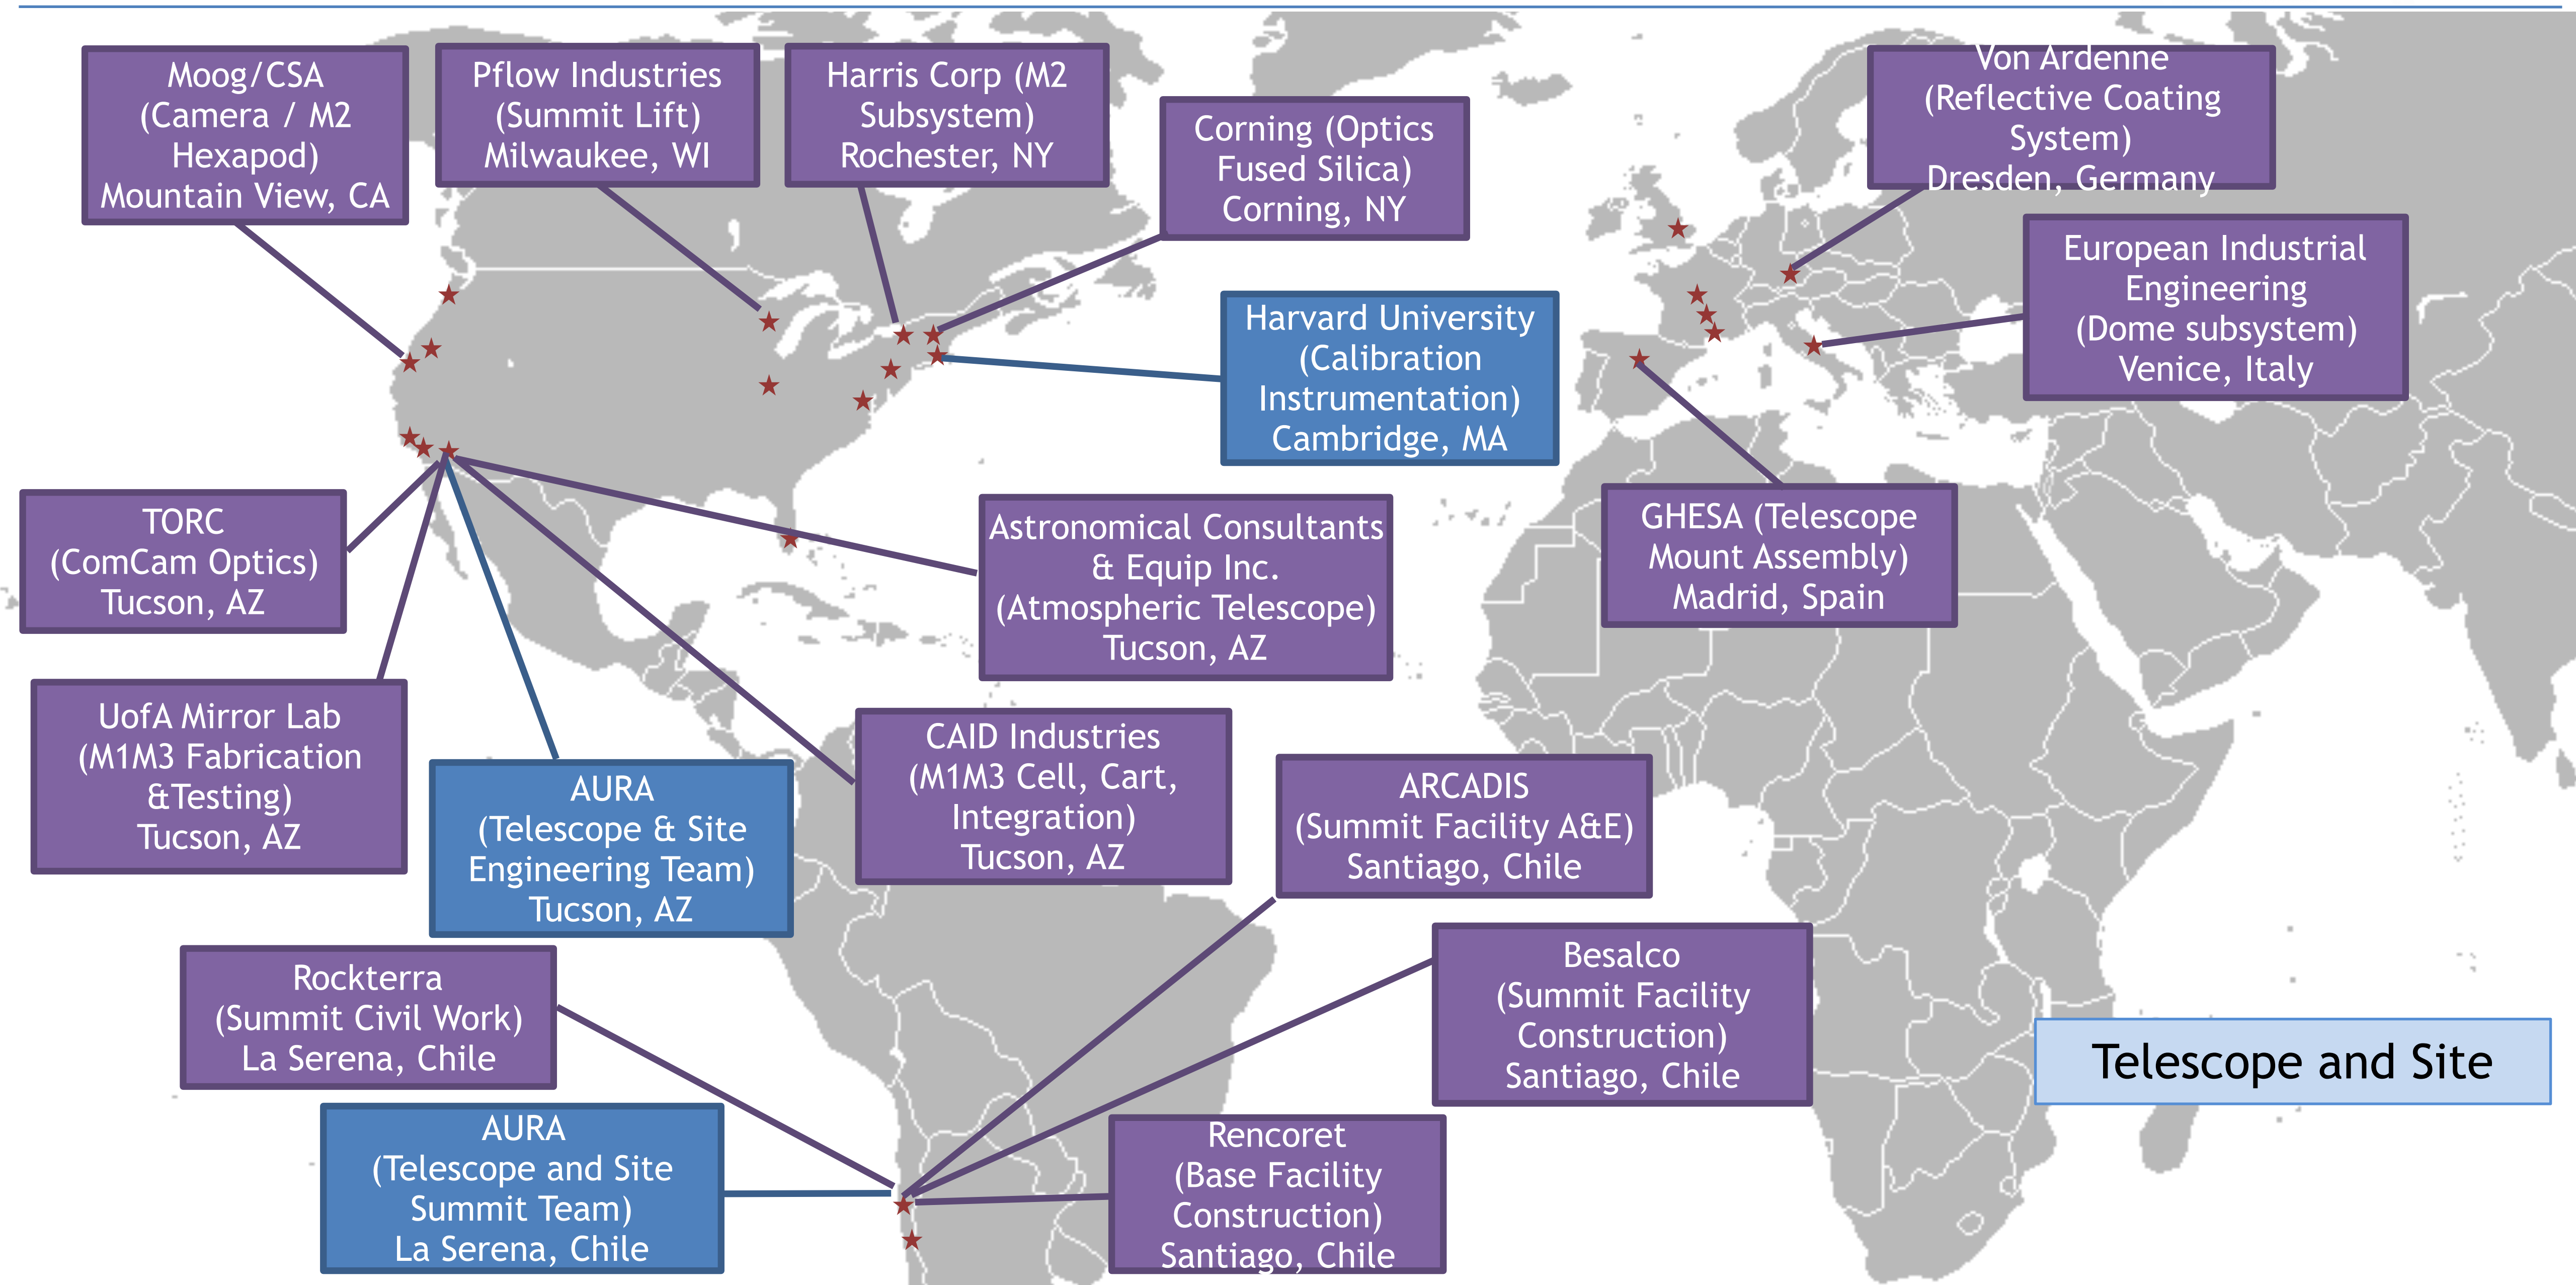 Moog/CSA
(Camera / M2
Hexapod)
Mountain View, CA
Pflow Industries
(Summit Lift)
Milwaukee, WI
Harris Corp (M2
Subsystem)
Rochester, NY
Corning (Optics
Fused Silica)
Corning, NY
Von Ardenne
(Reflective Coating
System)
Dresden, Germany
European Industrial
Engineering
(Dome subsystem)
Venice, Italy
Harvard University
(Calibration
Instrumentation)
Cambridge, MA
TORC
(ComCam Optics)
Tucson, AZ
Astronomical Consultants
& Equip Inc.
(Atmospheric Telescope)
Tucson, AZ
GHESA (Telescope
Mount Assembly)
Madrid, Spain
UofA Mirror Lab
(M1M3 Fabrication
&Testing)
Tucson, AZ
AURA
(Telescope & Site
Engineering Team)
Tucson, AZ
CAID Industries
(M1M3 Cell, Cart,
Integration)
Tucson, AZ
ARCADIS
(Summit Facility A&E)
Santiago, Chile
Rockterra
(Summit Civil Work)
La Serena, Chile
Besalco
(Summit Facility
Construction)
Santiago, Chile
Telescope and Site
AURA
(Telescope and Site
Summit Team)
La Serena, Chile
Rencoret
(Base Facility
Construction)
Santiago, Chile